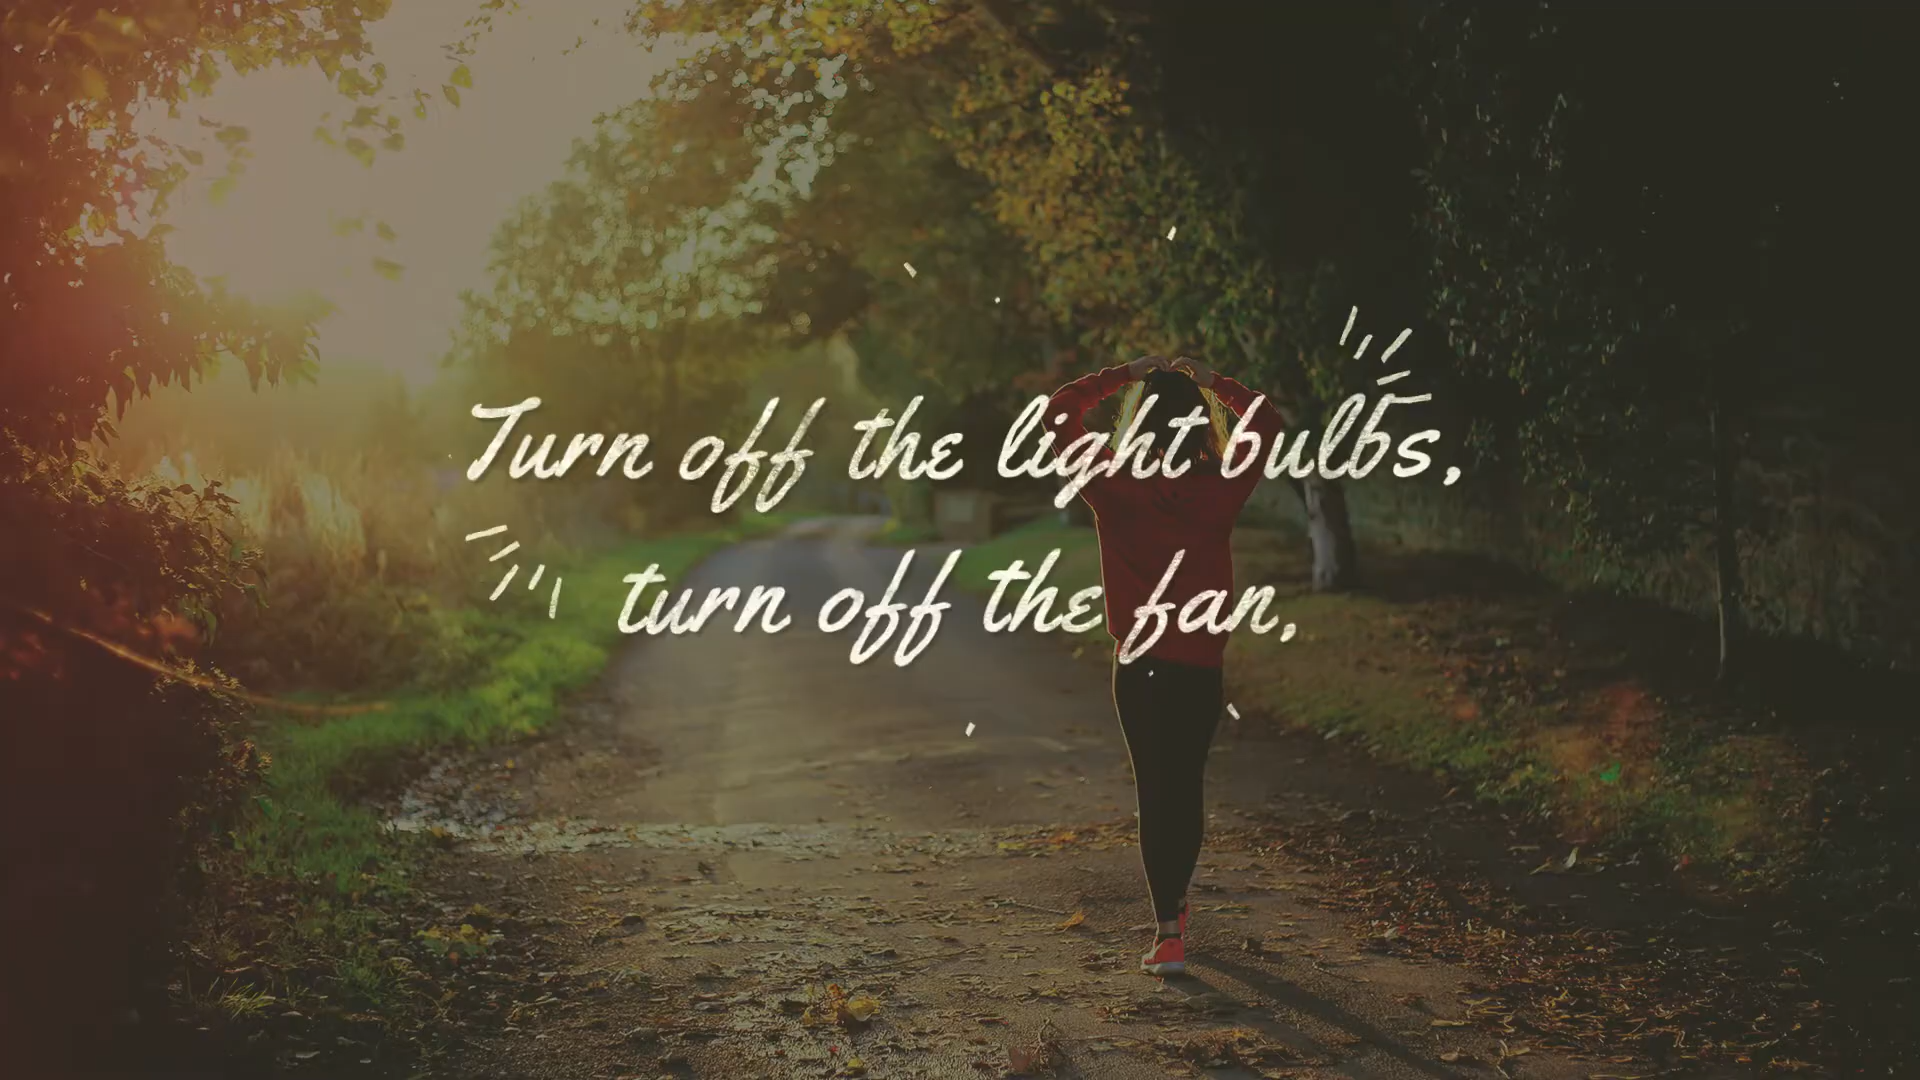 Turn off the light bulbs,
turn off the fan,